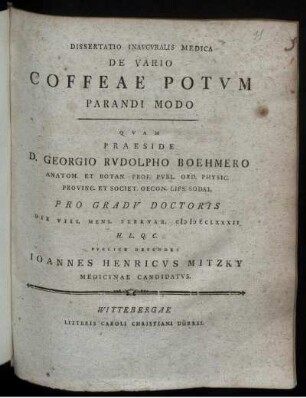 DISSERTATIO INAVGVRALIS MEDICA
DE VARIO
COFFEAE POTVM
PARANDI MODO
QVAM
PRAESIDE
D. GEORGIO RVDOLPHO BOEHMERO
ANATOM. ET BOTAN. PROF. PVBL. ORD. PHYSIC.
PROVINC. ET SOCIET. OECON. LIPS. SODAL.
PRO GRADV DOCTORIS
DIE VIII. MENS. FEBRVAR. CIƆIƆCCLXXXII.
H. L. Q. C.
PVBLICE DEFENDET
IOANNES HENRICVS MITZKY
MEDICINAE CANDIDATVS.
WITTEBERGAE
LITTERIS CAROLI CHRISTIANI DÜRRII.